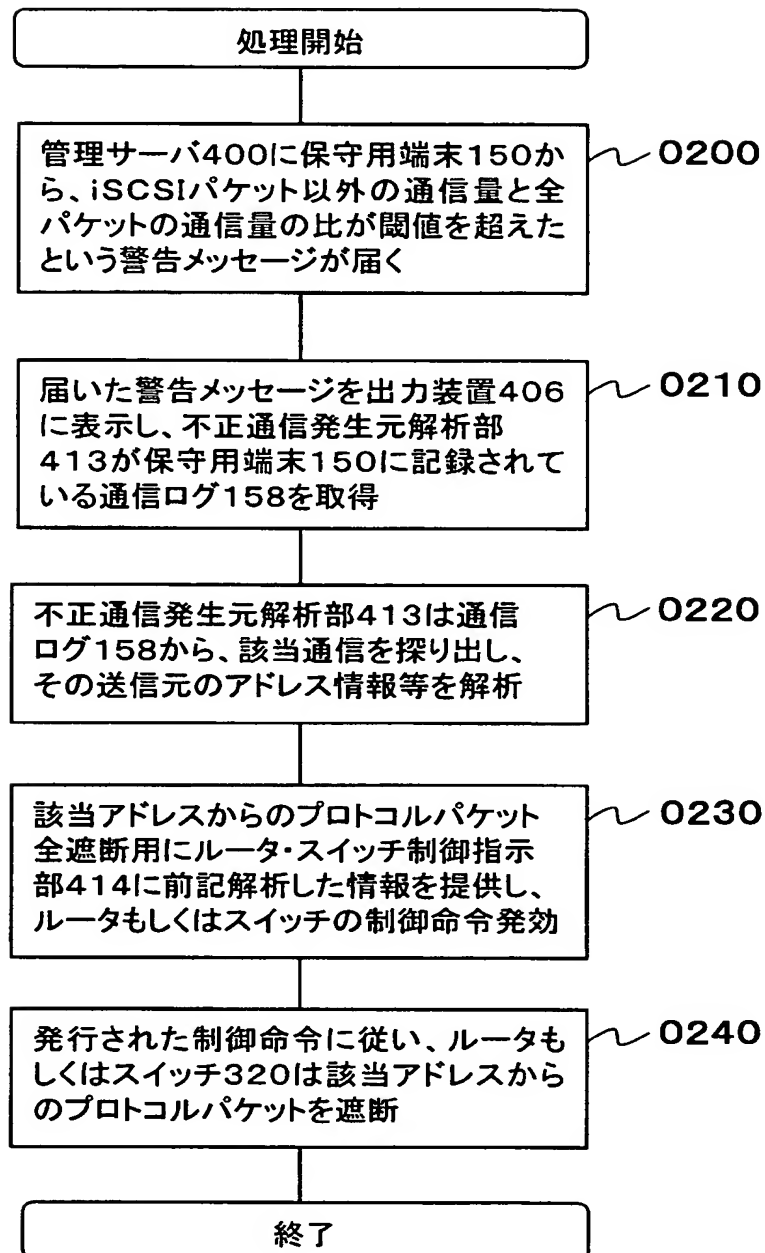 処理開始
管理サーバ400に保守用端末150か
ら、iSCSIパケット以外の通信量と全
パケットの通信量の比が閾値を超えた
という警告メッセージが届く
0200
届いた警告メッセージを出力装置406
に表示し、不正通信発生元解析部
413が保守用端末150に記録されて
いる通信ログ158を取得
0210
不正通信発生元解析部413は通信
ログ158から、該当通信を探り出し、
その送信元のアドレス情報等を解析
0220
該当アドレスからのプロトコルパケット
全遮断用にルータ・スイッチ制御指示
部414に前記解析した情報を提供し、
ルータもしくはスイッチの制御命令発効
0230
発行された制御命令に従い、ルータも
しくはスイッチ320は該当アドレスから
のプロトコルパケットを遮断
0240
終了